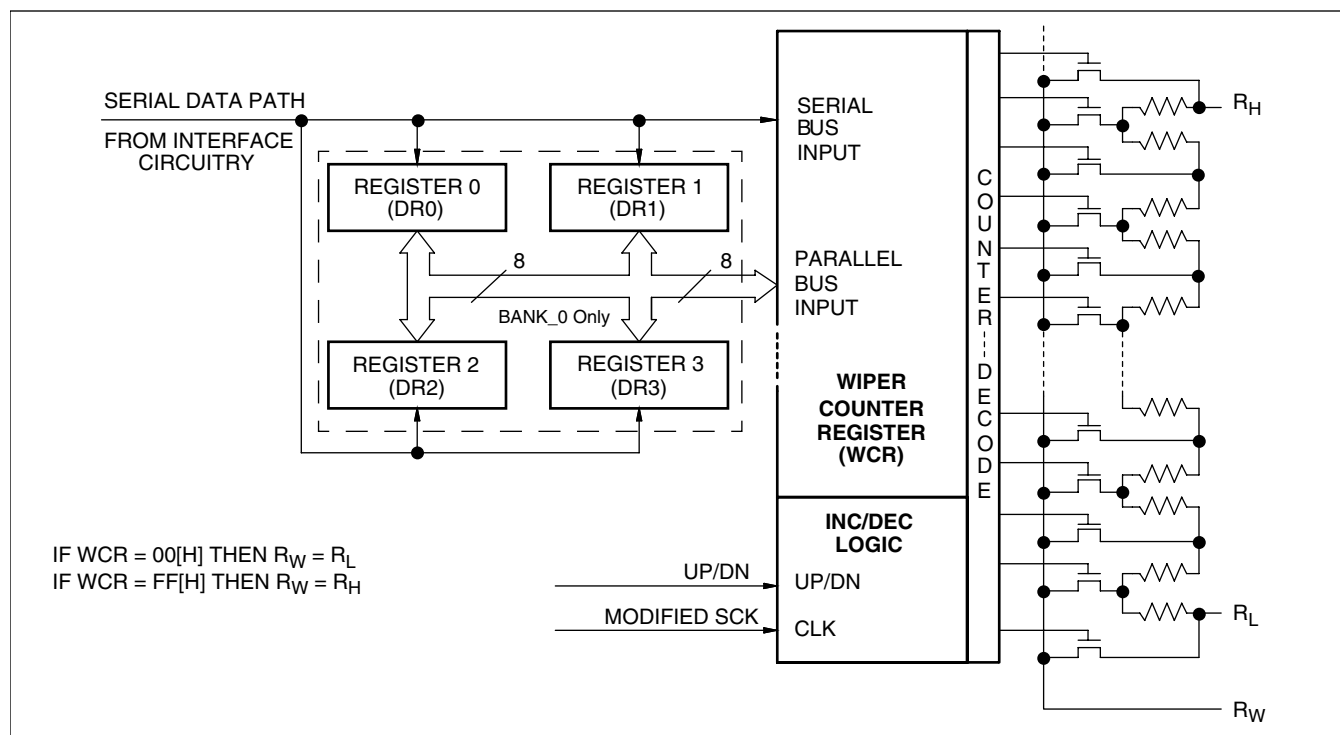 SERIAL DATA PATH
FROM INTERFACE
CIRCUITRY
REGISTER 0
(DR0)
REGISTER 1
(DR1)
8
8
BANK_0 Only
REGISTER 2
(DR2)
REGISTER 3
(DR3)
SERIAL
BUS
INPUT
PARALLEL
BUS
INPUT
WIPER
COUNTER
REGISTER
(WCR)
INC/DEC
LOGIC
UP/DN
UP/DN
MODIFIED SCK
CLK
COUNTER
DECODE
IF WCR = 00[H] THEN RW = RL
IF WCR = FF[H] THEN RW = RH
RH
RL
RW